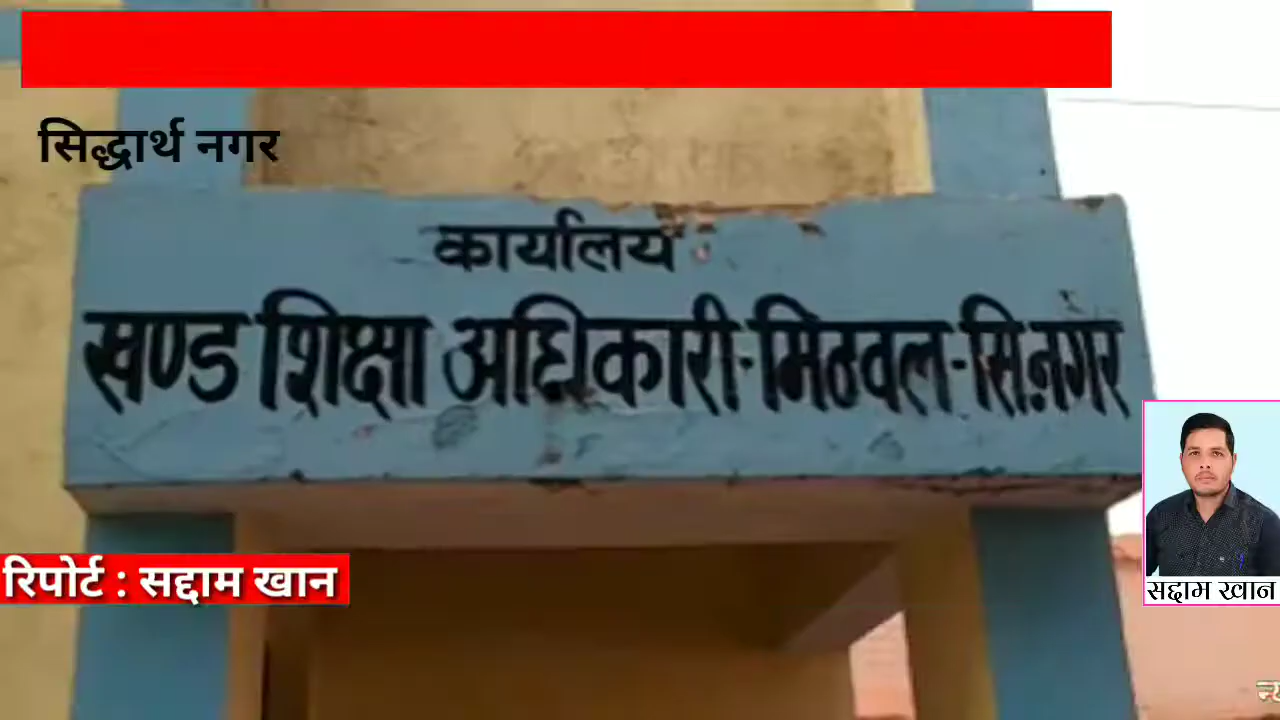 सिद्धार्थ नगर
कार्यालय
खण्ड शिक्षा अधिकारी-मिठवल-सि.नगर
रिपोर्ट : सद्दाम खान
सद्दाम खान